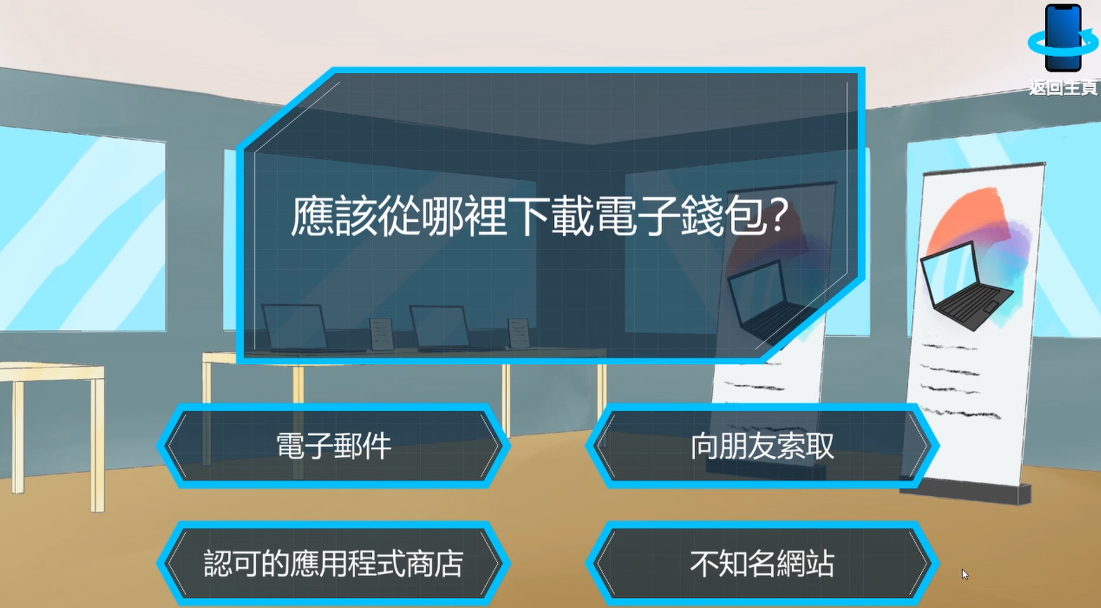 返回主頁
應該從哪裡下載電子錢包？
電子郵件
向朋友索取
認可的應用程式商店
不知名網站